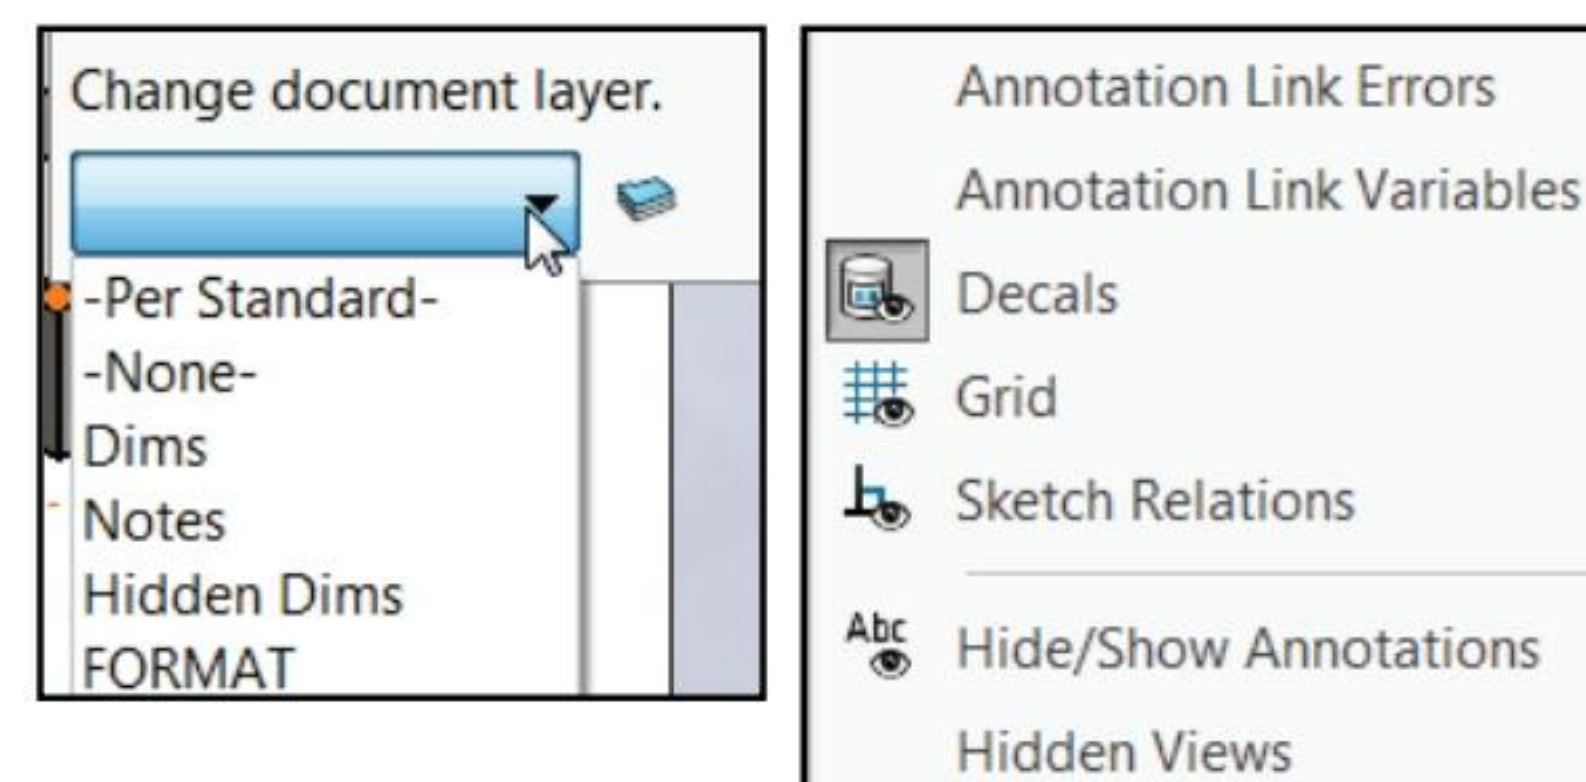 Change document layer.
-Per Standard-
-None-
Dims
Notes
Hidden Dims
FORMAT
Annotation Link Errors
Annotation Link Variables
Decals
Grid
Sketch Relations
Abc
Hide/Show Annotations
Hidden Views